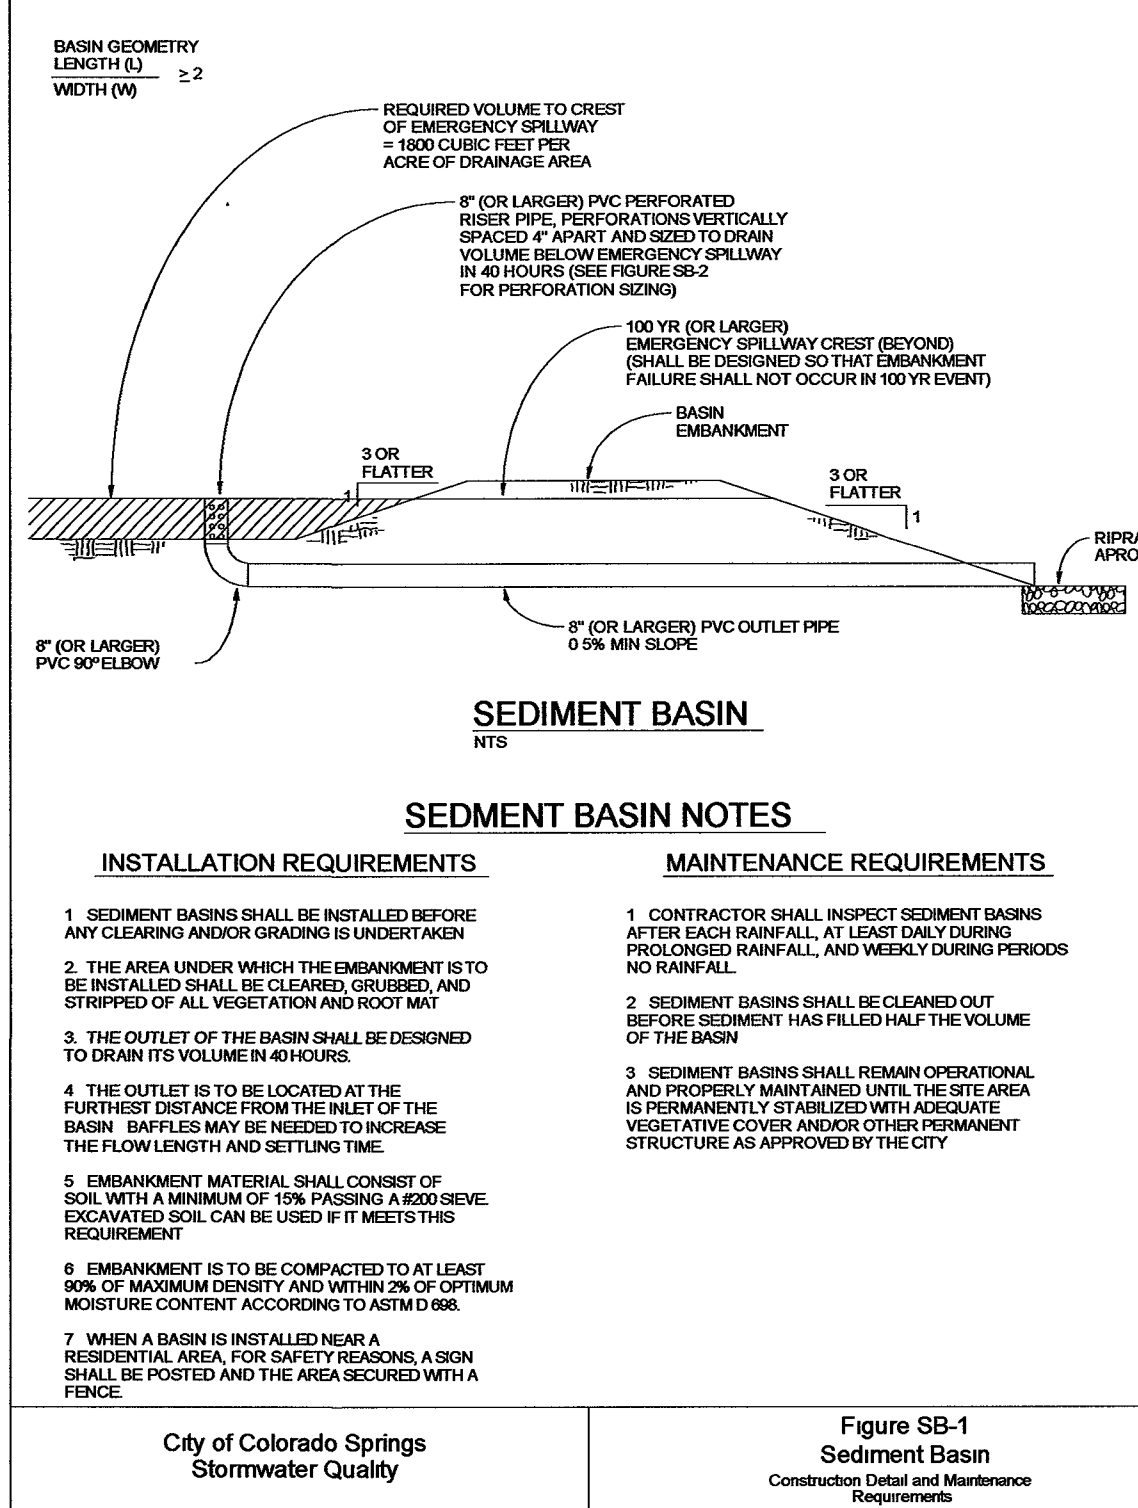 BASIN GEOMETRY
LENGTH (L)
WIDTH (W)
≥ 2
REQUIRED VOLUME TO CREST
OF EMERGENCY SPILLWAY
= 1800 CUBIC FEET PER
ACRE OF DRAINAGE AREA
8" (OR LARGER) PVC PERFORATED
RISER PIPE, PERFORATIONS VERTICALLY
SPACED 4" APART AND SIZED TO DRAIN
VOLUME BELOW EMERGENCY SPILLWAY
IN 40 HOURS (SEE FIGURE SB-2
FOR PERFORATION SIZING)
100 YR (OR LARGER)
EMERGENCY SPILLWAY CREST (BEYOND)
(SHALL BE DESIGNED SO THAT EMBANKMENT
FAILURE SHALL NOT OCCUR IN 100 YR EVENT)
BASIN
EMBANKMENT
3 OR
FLATTER
1
3 OR
FLATTER
1
RIPRA
APRO
8" (OR LARGER)
PVC 90º ELBOW
8" (OR LARGER) PVC OUTLET PIPE
0 5% MIN SLOPE
SEDIMENT BASIN
NTS
SEDMENT BASIN NOTES
INSTALLATION REQUIREMENTS
1 SEDIMENT BASINS SHALL BE INSTALLED BEFORE
ANY CLEARING AND/OR GRADING IS UNDERTAKEN
2. THE AREA UNDER WHICH THE EMBANKMENT IS TO
BE INSTALLED SHALL BE CLEARED, GRUBBED, AND
STRIPPED OF ALL VEGETATION AND ROOT MAT
3. THE OUTLET OF THE BASIN SHALL BE DESIGNED
TO DRAIN ITS VOLUME IN 40 HOURS.
4 THE OUTLET IS TO BE LOCATED AT THE
FURTHEST DISTANCE FROM THE INLET OF THE
BASIN BAFFLES MAY BE NEEDED TO INCREASE
THE FLOW LENGTH AND SETTLING TIME.
5 EMBANKMENT MATERIAL SHALL CONSIST OF
SOIL WITH A MINIMUM OF 15% PASSING A #200 SIEVE.
EXCAVATED SOIL CAN BE USED IF IT MEETS THIS
REQUIREMENT
6 EMBANKMENT IS TO BE COMPACTED TO AT LEAST
90% OF MAXIMUM DENSITY AND WITHIN 2% OF OPTIMUM
MOISTURE CONTENT ACCORDING TO ASTM D 698.
7 WHEN A BASIN IS INSTALLED NEAR A
RESIDENTIAL AREA, FOR SAFETY REASONS, A SIGN
SHALL BE POSTED AND THE AREA SECURED WITH A
FENCE.
MAINTENANCE REQUIREMENTS
1 CONTRACTOR SHALL INSPECT SEDIMENT BASINS
AFTER EACH RAINFALL, AT LEAST DAILY DURING
PROLONGED RAINFALL, AND WEEKLY DURING PERIODS
NO RAINFALL.
2 SEDIMENT BASINS SHALL BE CLEANED OUT
BEFORE SEDIMENT HAS FILLED HALF THE VOLUME
OF THE BASIN
3 SEDIMENT BASINS SHALL REMAIN OPERATIONAL
AND PROPERLY MAINTAINED UNTIL THE SITE AREA
IS PERMANENTLY STABILIZED WITH ADEQUATE
VEGETATIVE COVER AND/OR OTHER PERMANENT
STRUCTURE AS APPROVED BY THE CITY
City of Colorado Springs
Stormwater Quality
Figure SB-1
Sediment Basin
Construction Detail and Maintenance
Requirements